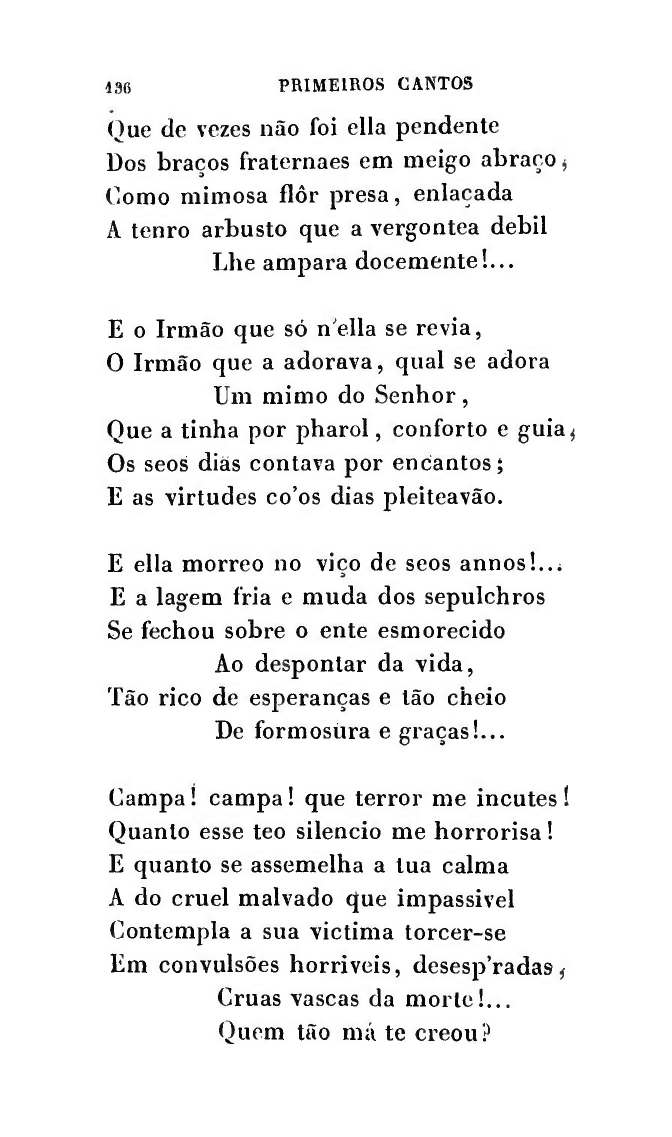 136 PRIMEIROS CANTOS
Que de vezes não foi ella pendente
Dos braços fraternaes em meigo abraço,
Como mimosa flôr presa, enlaçada
A tenro arbusto que a vergontea debil
Lhe ampara docemente!...
E o Irmão que só n'ella se revia,
O Irmão que a adorava, qual se adora
Um mimo do Senhor,
Que a tinha por pharol, conforto e guia,
Os seos dias contava por encantos;
E as virtudes co'os dias pleiteavão.
E ella morreo no viço de seos annos!...
E a lagem fria e muda dos sepulchros
Se fechou sobre o ente esmorecido
Ao despontar da vida,
Tão rico de esperanças e tão cheio
De formosura e graças!...
Campa! campa! que terror me incutes!
Quanto esse teo silencio me horrorisa!
E quanto se assemelha a tua calma
A do cruel malvado que impassivel
Contempla a sua victima torcer-se
Em convulsões horriveis, desesp'radas,
Cruas vascas da morte!...
Quem tão má te creou?